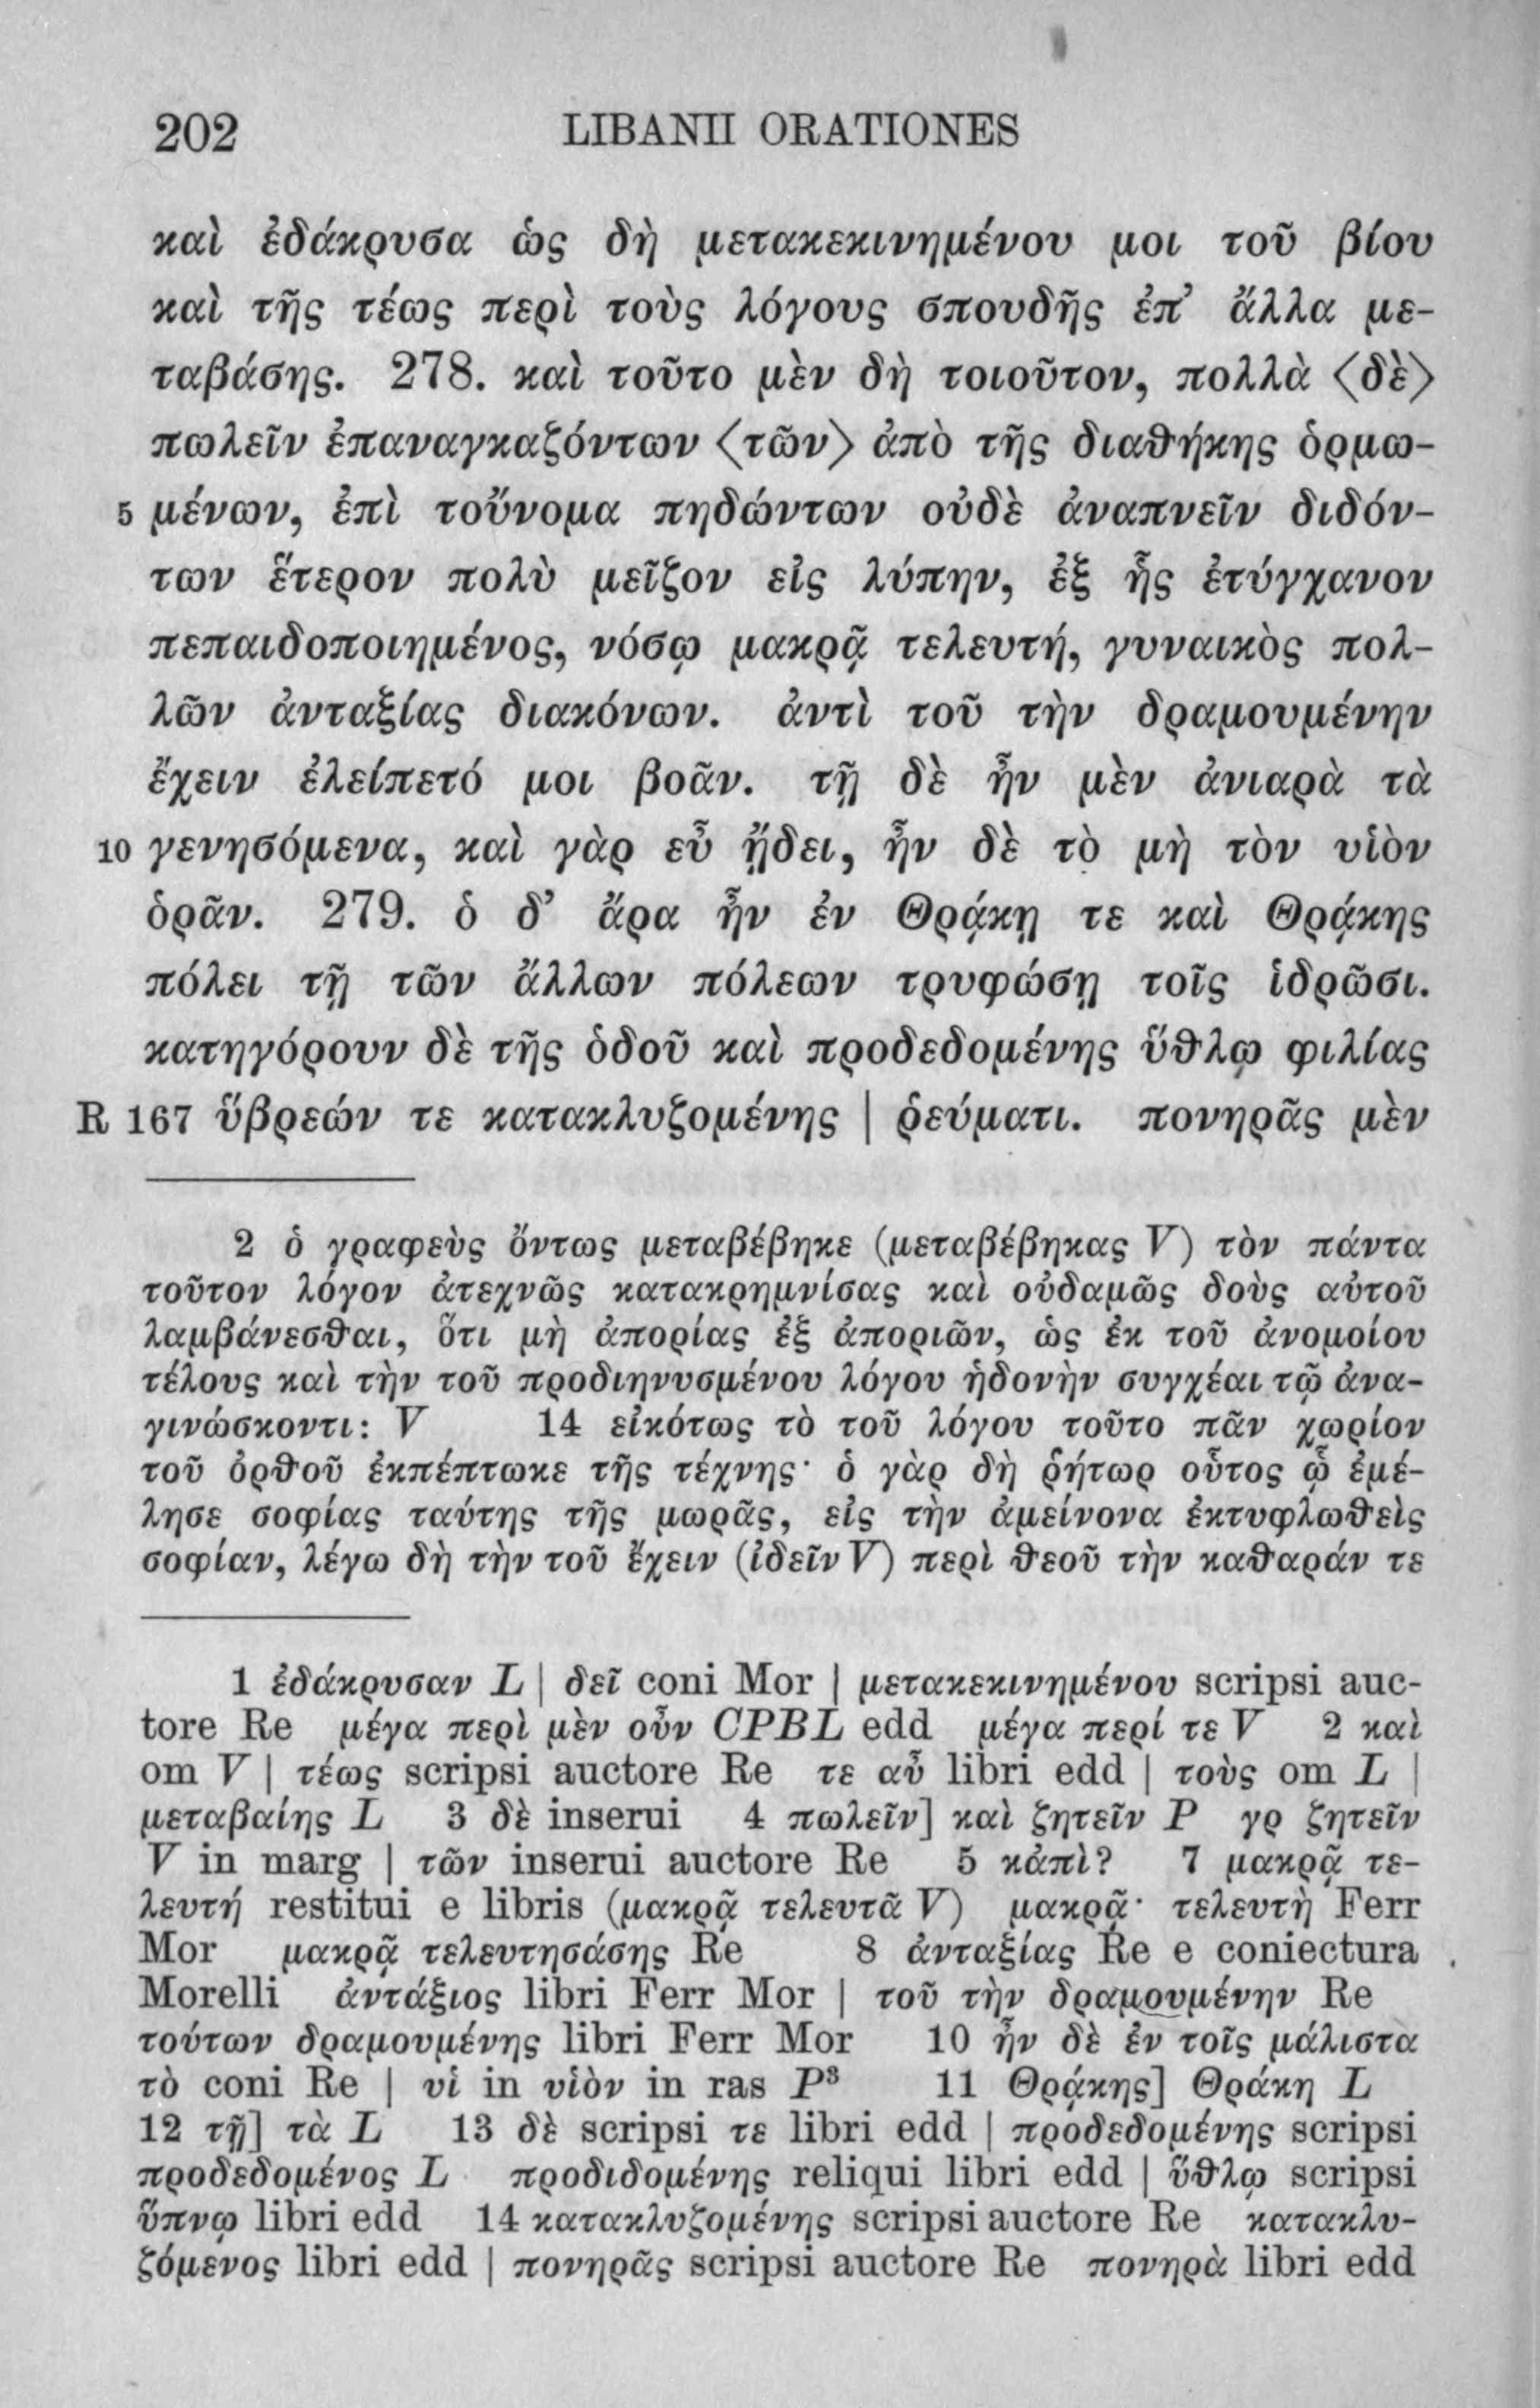 202 LIBANII ORATIONES
καὶ ἐδάκρυσα ὡς δὴ μετακεκινημένου μοι τοῦ βίου
καὶ τῆς τέως περὶ τοὺς λόγους σπουδῆς ἐπ’ ἄλλα με-
ταβάσης. 278. καὶ τοῦτο μὲν δὴ τοιοῦτον, πολλὰ ⟨δὲ⟩
πωλεῖν ἐπαναγκαζόντων ⟨τῶν⟩ ἀπὸ τῆς διαθήκης ὁρμω-
5 μένων, ἐπὶ τοὔνομα πηδώντων οὐδὲ ἀναπνεῖν διδόν-
των ἕτερον πολὺ μεῖζον εἰς λύπην, ἐξ ἧς ἐτύγχανον
πεπαιδοποιημένος, νόσῳ μακρᾷ τελευτή, γυναικὸς πολ-
λῶν ἀνταξίας διακόνων. ἀντὶ τοῦ τὴν δραμουμένην
ἔχειν ἐλείπετό μοι βοᾶν. τῇ δὲ ἦν μὲν ἀνιαρὰ τὰ
10 γενησόμενα, καὶ γὰρ εὖ ᾔδει, ἦν δὲ τὸ μὴ τὸν υἱὸν
ὁρᾶν. 279. ὁ δ’ ἄρα ἦν ἐν Θρᾴκῃ τε καὶ Θρᾴκης
πόλει τῇ τῶν ἄλλων πόλεων τρυφώσῃ τοῖς ἱδρῶσι.
κατηγόρουν δὲ τῆς ὁδοῦ καὶ προδεδομένης ὕθλῳ φιλίας
R 167 ὕβρεών τε κατακλυζομένης | ῥεύματι. πονηρᾶς μὲν
2 ὁ γραφεὺς ὄντως μεταβέβηκε (μεταβέβηκας V) τὸν πάντα
τοῦτον λόγον ἀτεχνῶς κατακρημνίσας καὶ οὐδαμῶς δοὺς αὐτοῦ
λαμβάνεσθαι, ὅτι μὴ ἀπορίας ἐξ ἀποριῶν, ὡς ἐκ τοῦ ἀνομοίου
τέλους καὶ τὴν τοῦ προδιηνυσμένου λόγου ἡδονὴν συγχέαι τῷ ἀνα-
γινώσκοντι: V 14 εἰκότως τὸ τοῦ λόγου τοῦτο πᾶν χωρίον
τοῦ ὀρθοῦ ἐκπέπτωκε τῆς τέχνης· ὁ γὰρ δὴ ῥήτωρ οὗτος ᾧ ἐμέ-
λησε σοφίας ταύτης τῆς μωρᾶς, εἰς τὴν ἀμείνονα ἐκτυφλωθεὶς
σοφίαν, λέγω δὴ τὴν τοῦ ἔχειν (ἰδεῖν V) περὶ θεοῦ τὴν καθαράν τε
1 ἐδάκρυσαν L | δεῖ coni Mor | μετακεκινημένου scripsi auc-
tore Re μέγα περὶ μὲν οὖν CPBL edd μέγα περί τε V 2 καὶ
om V | τέως scripsi auctore Re τε αὖ libri edd | τοὺς om L |
μεταβαίης L 3 δὲ inserui 4 πωλεῖν] καὶ ζητεῖν P γρ ζητεῖν
V in marg | τῶν inserui auctore Re 5 κἀπὶ? 7 μακρᾷ τε-
λευτή restitui e libris (μακρᾷ τελευτᾶ V) μακρᾷ· τελευτὴ Ferr
Mor μακρᾷ τελευτησάσης Re 8 ἀνταξίας Re e coniectura
Morelli ἀντάξιος libri Ferr Mor | τοῦ τὴν δραμουμένην Re
τούτων δραμουμένης libri Ferr Mor 10 ἦν δὲ ἐν τοῖς μάλιστα
τὸ coni Re | υἱ in υἱὸν in ras P³ 11 Θρᾴκης] Θράκη L
12 τῇ] τὰ L 13 δὲ scripsi τε libri edd | προδεδομένης scripsi
προδεδομένος L προδιδομένης reliqui libri edd | ὕθλῳ scripsi
ὕπνῳ libri edd 14 κατακλυζομένης scripsi auctore Re κατακλυ-
ζόμενος libri edd | πονηρᾶς scripsi auctore Re πονηρὰ libri edd